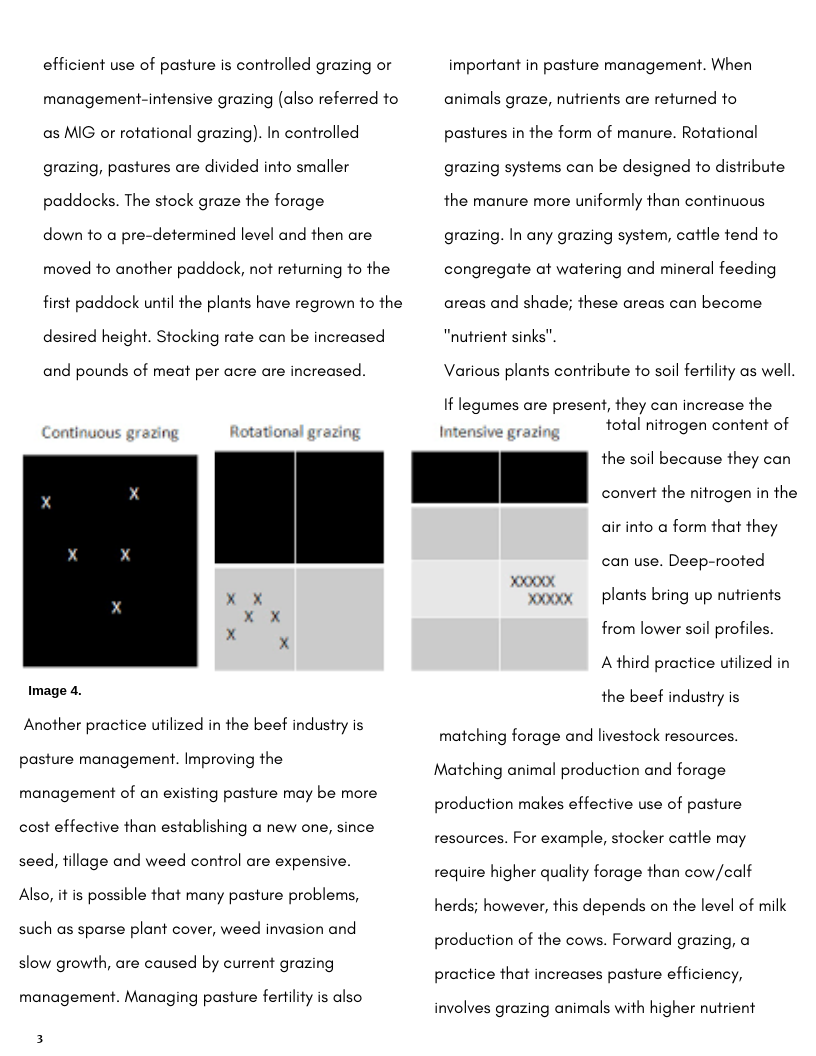 efficient use of pasture is controlled grazing or
management-intensive grazing (also referred to
as MIG or rotational grazing). In controlled
grazing, pastures are divided into smaller
paddocks. The stock graze the forage
down to a pre-determined level and then are
moved to another paddock, not returning to the
first paddock until the plants have regrown to the
desired height. Stocking rate can be increased
and pounds of meat per acre are increased.
Continuous grazing
Rotational grazing
Intensive grazing
X
X
X
X
X
X X
X X
X
X
XXXXX
XXXXX
Image 4.
Another practice utilized in the beef industry is
pasture management. Improving the
management of an existing pasture may be more
cost effective than establishing a new one, since
seed, tillage and weed control are expensive.
Also, it is possible that many pasture problems,
such as sparse plant cover, weed invasion and
slow growth, are caused by current grazing
management. Managing pasture fertility is also
important in pasture management. When
animals graze, nutrients are returned to
pastures in the form of manure. Rotational
grazing systems can be designed to distribute
the manure more uniformly than continuous
grazing. In any grazing system, cattle tend to
congregate at watering and mineral feeding
areas and shade; these areas can become
"nutrient sinks".
Various plants contribute to soil fertility as well.
If legumes are present, they can increase the
total nitrogen content of
the soil because they can
convert the nitrogen in the
air into a form that they
can use. Deep-rooted
plants bring up nutrients
from lower soil profiles.
A third practice utilized in
the beef industry is
matching forage and livestock resources.
Matching animal production and forage
production makes effective use of pasture
resources. For example, stocker cattle may
require higher quality forage than cow/calf
herds; however, this depends on the level of milk
production of the cows. Forward grazing, a
practice that increases pasture efficiency,
involves grazing animals with higher nutrient
3